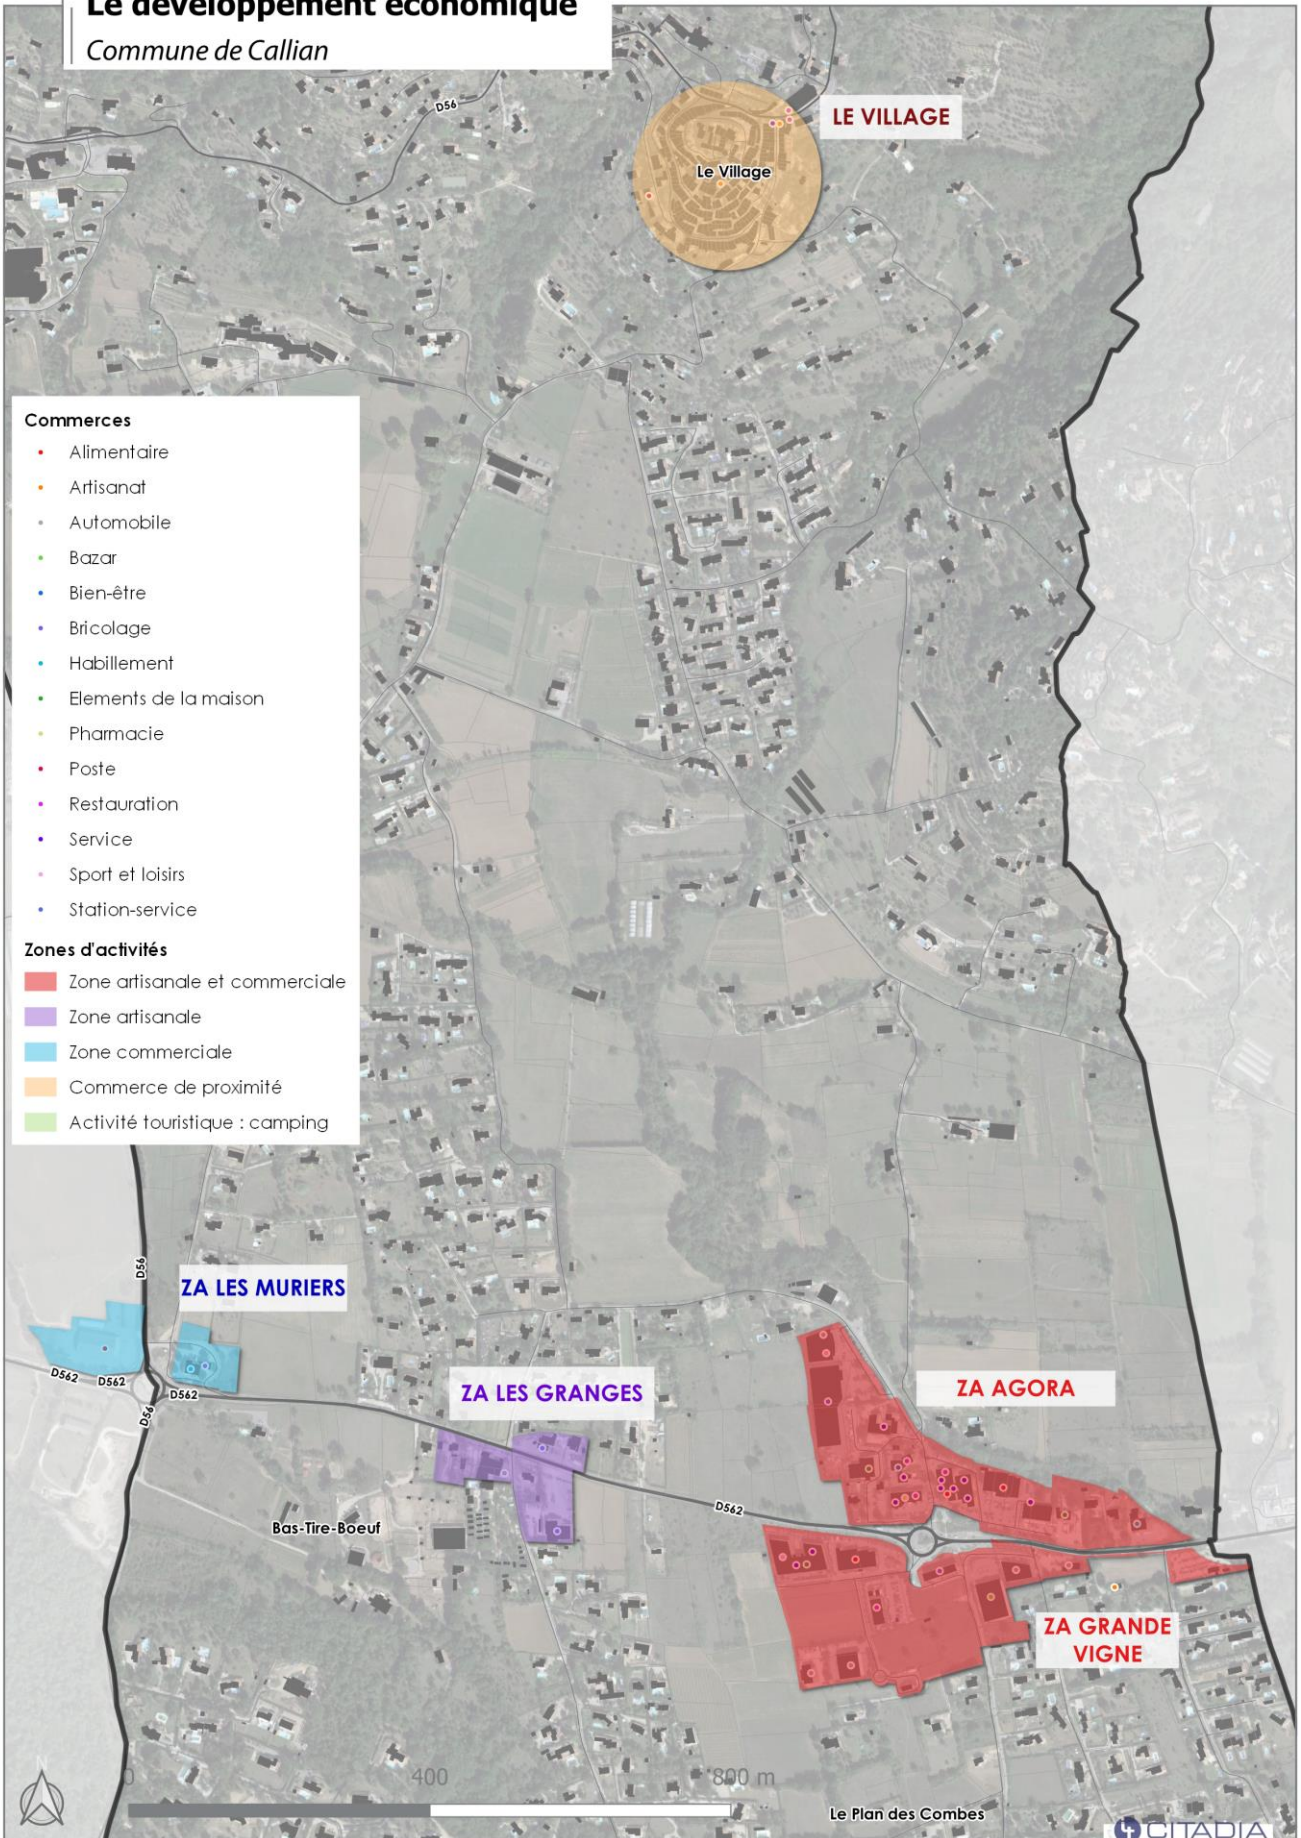 Le développement économique
Commune de Callian
D56
LE VILLAGE
Le Village
Commerces
Alimentaire
Artisanat
Automobile
Bazar
Bien-être
Bricolage
Habillement
Elements de la maison
Pharmacie
Poste
Restauration
Service
Sport et loisirs
Station-service
Zones d'activités
Zone artisanale et commerciale
Zone artisanale
Zone commerciale
Commerce de proximité
Activité touristique : camping
D56
ZA LES MURIERS
D562
D562
D562
D56
ZA LES GRANGES
ZA AGORA
D562
Bas-Tire-Boeuf
ZA GRANDE
VIGNE
N
0 400 800 m
Le Plan des Combes
CITADIA